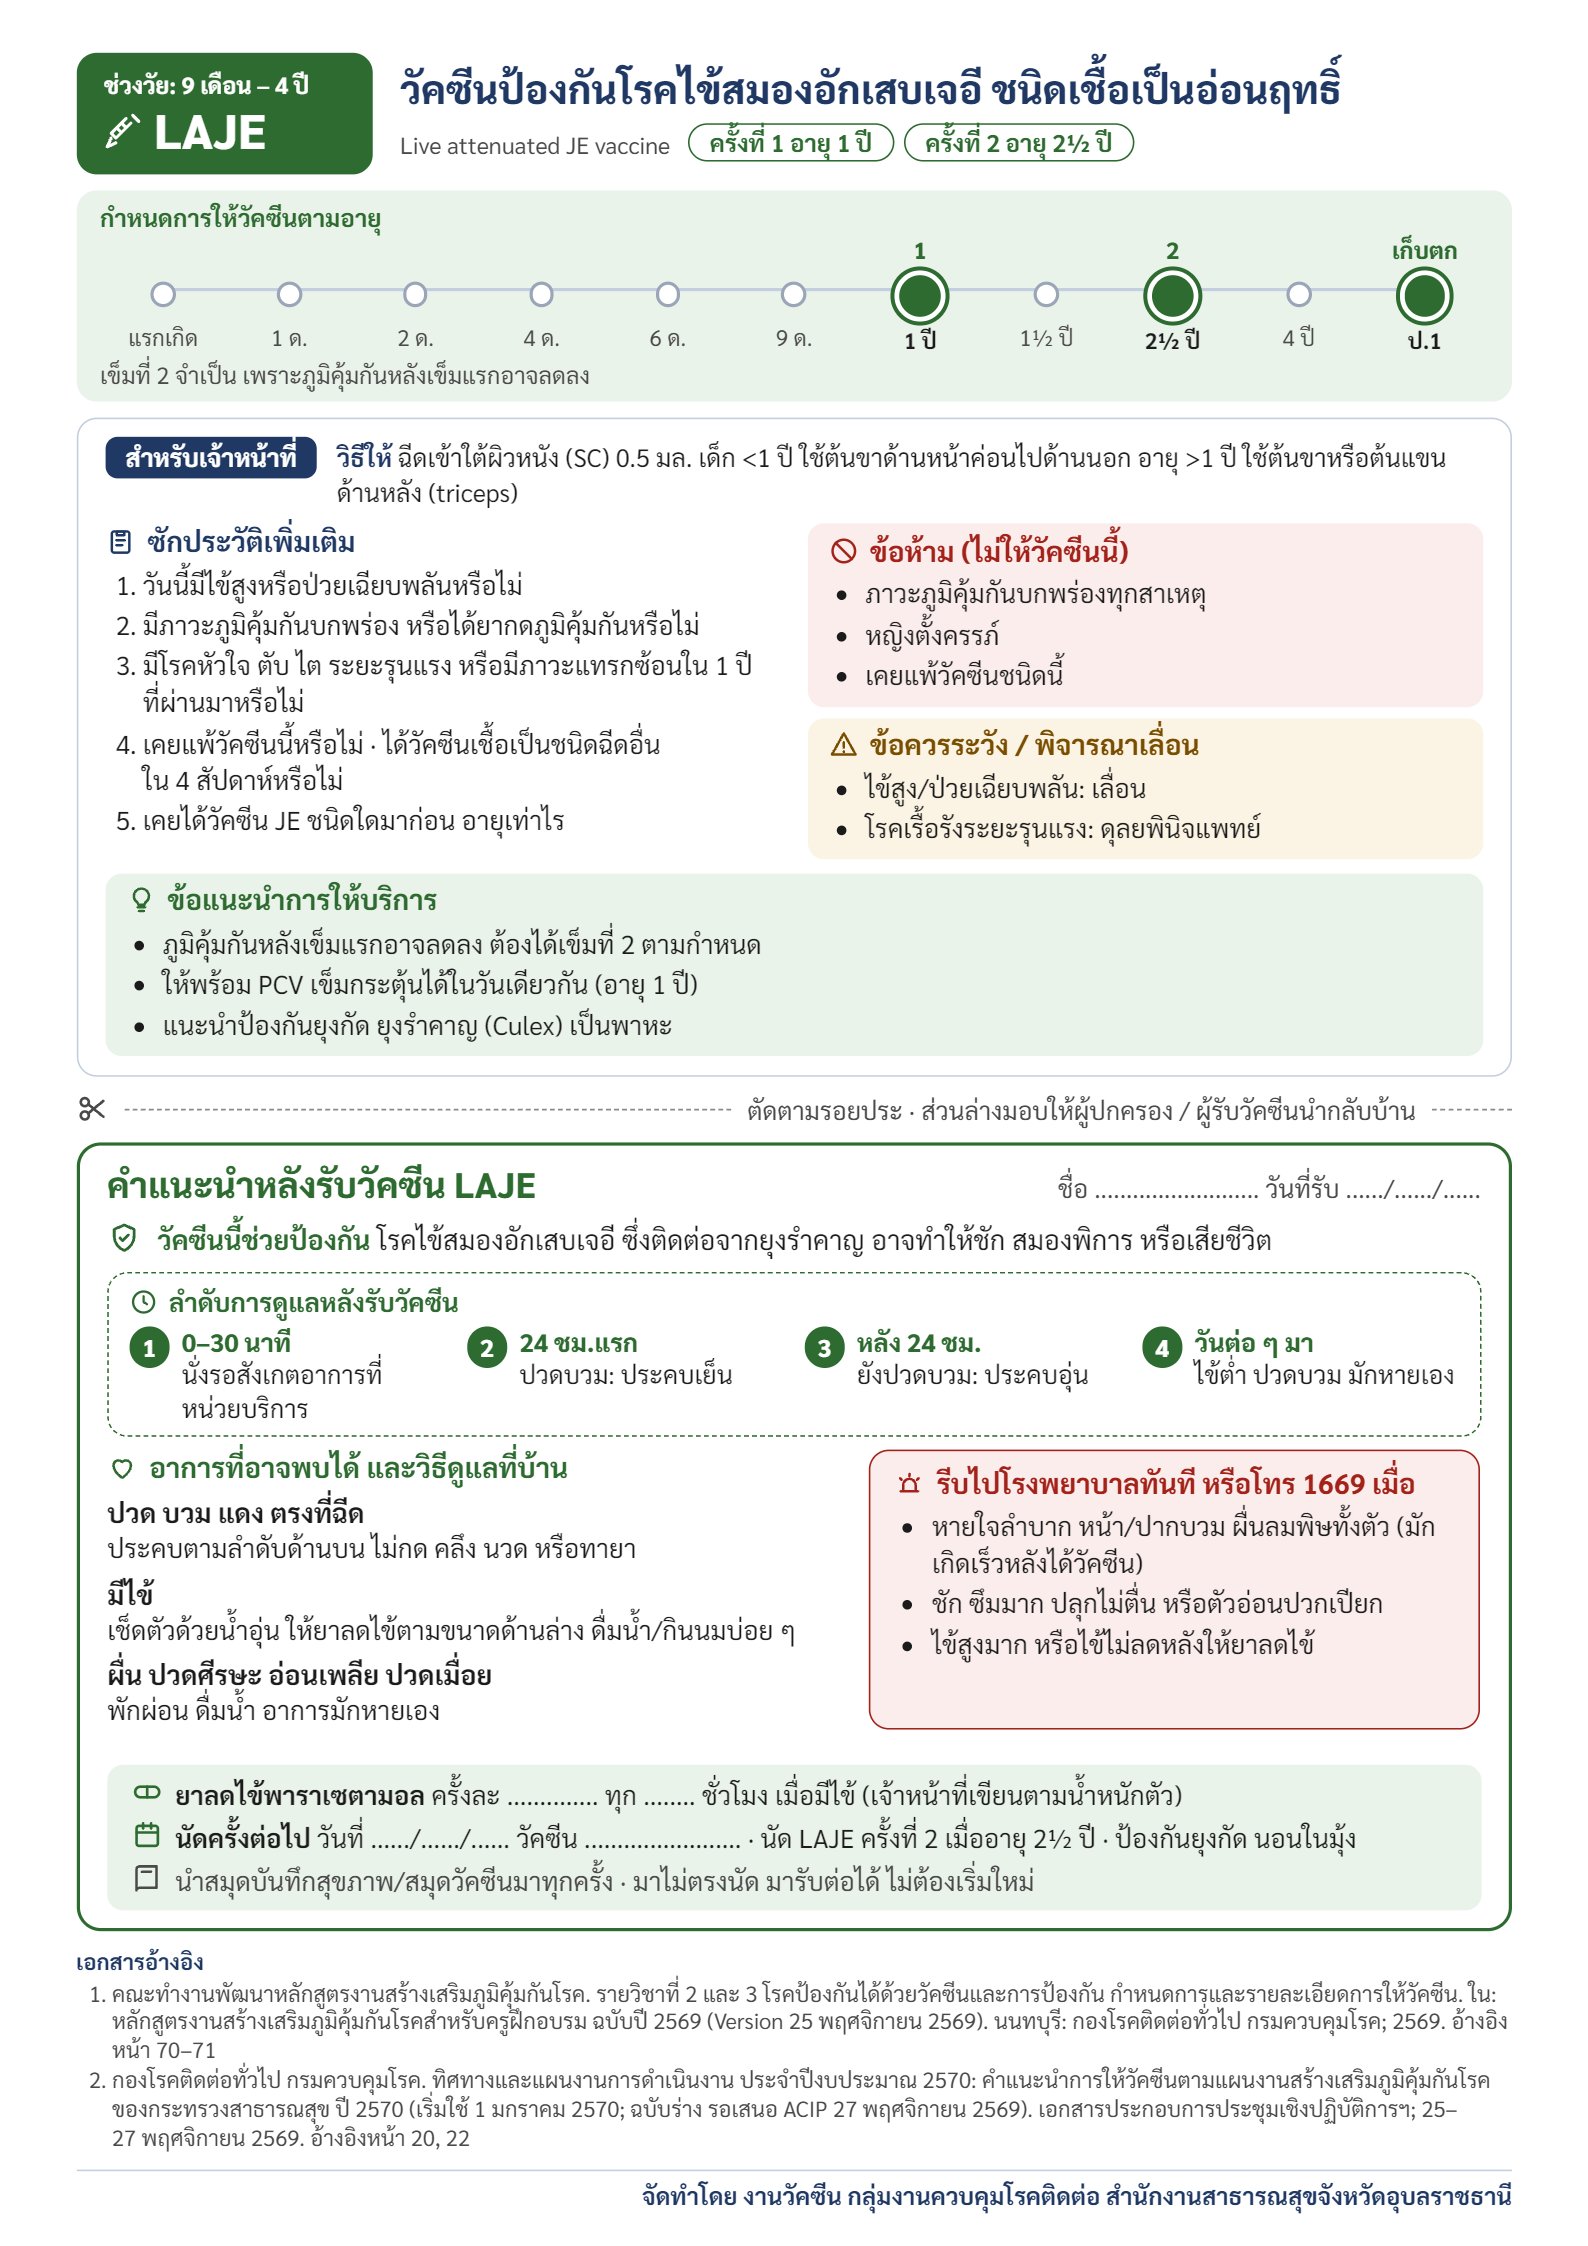 ช่วงวัย: 9 เดือน – 4 ปี
LAJE
วัคซีนป้องกันโรคไข้สมองอักเสบเจอี ชนิดเชื้อเป็นอ่อนฤทธิ์
Live attenuated JE vaccine ครั้งที่ 1 อายุ 1 ปี ครั้งที่ 2 อายุ 2½ ปี
กำหนดการให้วัคซีนตามอายุ
1 2 เก็บตก
แรกเกิด 1 ด. 2 ด. 4 ด. 6 ด. 9 ด. 1 ปี 1½ ปี 2½ ปี 4 ปี ป.1
เข็มที่ 2 จำเป็น เพราะภูมิคุ้มกันหลังเข็มแรกอาจลดลง
สำหรับเจ้าหน้าที่
วิธีให้ ฉีดเข้าใต้ผิวหนัง (SC) 0.5 มล. เด็ก <1 ปี ใช้ต้นขาด้านหน้าค่อนไปด้านนอก อายุ >1 ปี ใช้ต้นขาหรือต้นแขน
ด้านหลัง (triceps)
ซักประวัติเพิ่มเติม
1. วันนี้มีไข้สูงหรือป่วยเฉียบพลันหรือไม่
2. มีภาวะภูมิคุ้มกันบกพร่อง หรือได้ยากดภูมิคุ้มกันหรือไม่
3. มีโรคหัวใจ ตับ ไต ระยะรุนแรง หรือมีภาวะแทรกซ้อนใน 1 ปี
ที่ผ่านมาหรือไม่
4. เคยแพ้วัคซีนนี้หรือไม่ · ได้วัคซีนเชื้อเป็นชนิดฉีดอื่น
ใน 4 สัปดาห์หรือไม่
5. เคยได้วัคซีน JE ชนิดใดมาก่อน อายุเท่าไร
ข้อห้าม (ไม่ให้วัคซีนนี้)
• ภาวะภูมิคุ้มกันบกพร่องทุกสาเหตุ
• หญิงตั้งครรภ์
• เคยแพ้วัคซีนชนิดนี้
ข้อควรระวัง / พิจารณาเลื่อน
• ไข้สูง/ป่วยเฉียบพลัน: เลื่อน
• โรคเรื้อรังระยะรุนแรง: ดุลยพินิจแพทย์
ข้อแนะนำการให้บริการ
• ภูมิคุ้มกันหลังเข็มแรกอาจลดลง ต้องได้เข็มที่ 2 ตามกำหนด
• ให้พร้อม PCV เข็มกระตุ้นได้ในวันเดียวกัน (อายุ 1 ปี)
• แนะนำป้องกันยุงกัด ยุงรำคาญ (Culex) เป็นพาหะ
ตัดตามรอยประ · ส่วนล่างมอบให้ผู้ปกครอง / ผู้รับวัคซีนนำกลับบ้าน
คำแนะนำหลังรับวัคซีน LAJE
ชื่อ .......................... วันที่รับ ....../....../......
วัคซีนนี้ช่วยป้องกัน โรคไข้สมองอักเสบเจอี ซึ่งติดต่อจากยุงรำคาญ อาจทำให้ชัก สมองพิการ หรือเสียชีวิต
ลำดับการดูแลหลังรับวัคซีน
1 0–30 นาที
นั่งรอสังเกตอาการที่
หน่วยบริการ
2 24 ชม.แรก
ปวดบวม: ประคบเย็น
3 หลัง 24 ชม.
ยังปวดบวม: ประคบอุ่น
4 วันต่อ ๆ มา
ไข้ต่ำ ปวดบวม มักหายเอง
อาการที่อาจพบได้ และวิธีดูแลที่บ้าน
ปวด บวม แดง ตรงที่ฉีด
ประคบตามลำดับด้านบน ไม่กด คลึง นวด หรือทายา
มีไข้
เช็ดตัวด้วยน้ำอุ่น ให้ยาลดไข้ตามขนาดด้านล่าง ดื่มน้ำ/กินนมบ่อย ๆ
ผื่น ปวดศีรษะ อ่อนเพลีย ปวดเมื่อย
พักผ่อน ดื่มน้ำ อาการมักหายเอง
รีบไปโรงพยาบาลทันที หรือโทร 1669 เมื่อ
• หายใจลำบาก หน้า/ปากบวม ผื่นลมพิษทั้งตัว (มัก
เกิดเร็วหลังได้วัคซีน)
• ชัก ซึมมาก ปลุกไม่ตื่น หรือตัวอ่อนปวกเปียก
• ไข้สูงมาก หรือไข้ไม่ลดหลังให้ยาลดไข้
ยาลดไข้พาราเซตามอล ครั้งละ .............. ทุก ........ ชั่วโมง เมื่อมีไข้ (เจ้าหน้าที่เขียนตามน้ำหนักตัว)
นัดครั้งต่อไป วันที่ ....../....../...... วัคซีน ........................ · นัด LAJE ครั้งที่ 2 เมื่ออายุ 2½ ปี · ป้องกันยุงกัด นอนในมุ้ง
นำสมุดบันทึกสุขภาพ/สมุดวัคซีนมาทุกครั้ง · มาไม่ตรงนัด มารับต่อได้ ไม่ต้องเริ่มใหม่
เอกสารอ้างอิง
1. คณะทำงานพัฒนาหลักสูตรงานสร้างเสริมภูมิคุ้มกันโรค. รายวิชาที่ 2 และ 3 โรคป้องกันได้ด้วยวัคซีนและการป้องกัน กำหนดการและรายละเอียดการให้วัคซีน. ใน:
หลักสูตรงานสร้างเสริมภูมิคุ้มกันโรคสำหรับครูฝึกอบรม ฉบับปี 2569 (Version 25 พฤศจิกายน 2569). นนทบุรี: กองโรคติดต่อทั่วไป กรมควบคุมโรค; 2569. อ้างอิง
หน้า 70–71
2. กองโรคติดต่อทั่วไป กรมควบคุมโรค. ทิศทางและแผนงานการดำเนินงาน ประจำปีงบประมาณ 2570: คำแนะนำการให้วัคซีนตามแผนงานสร้างเสริมภูมิคุ้มกันโรค
ของกระทรวงสาธารณสุข ปี 2570 (เริ่มใช้ 1 มกราคม 2570; ฉบับร่าง รอเสนอ ACIP 27 พฤศจิกายน 2569). เอกสารประกอบการประชุมเชิงปฏิบัติการฯ; 25–
27 พฤศจิกายน 2569. อ้างอิงหน้า 20, 22
จัดทำโดย งานวัคซีน กลุ่มงานควบคุมโรคติดต่อ สำนักงานสาธารณสุขจังหวัดอุบลราชธานี